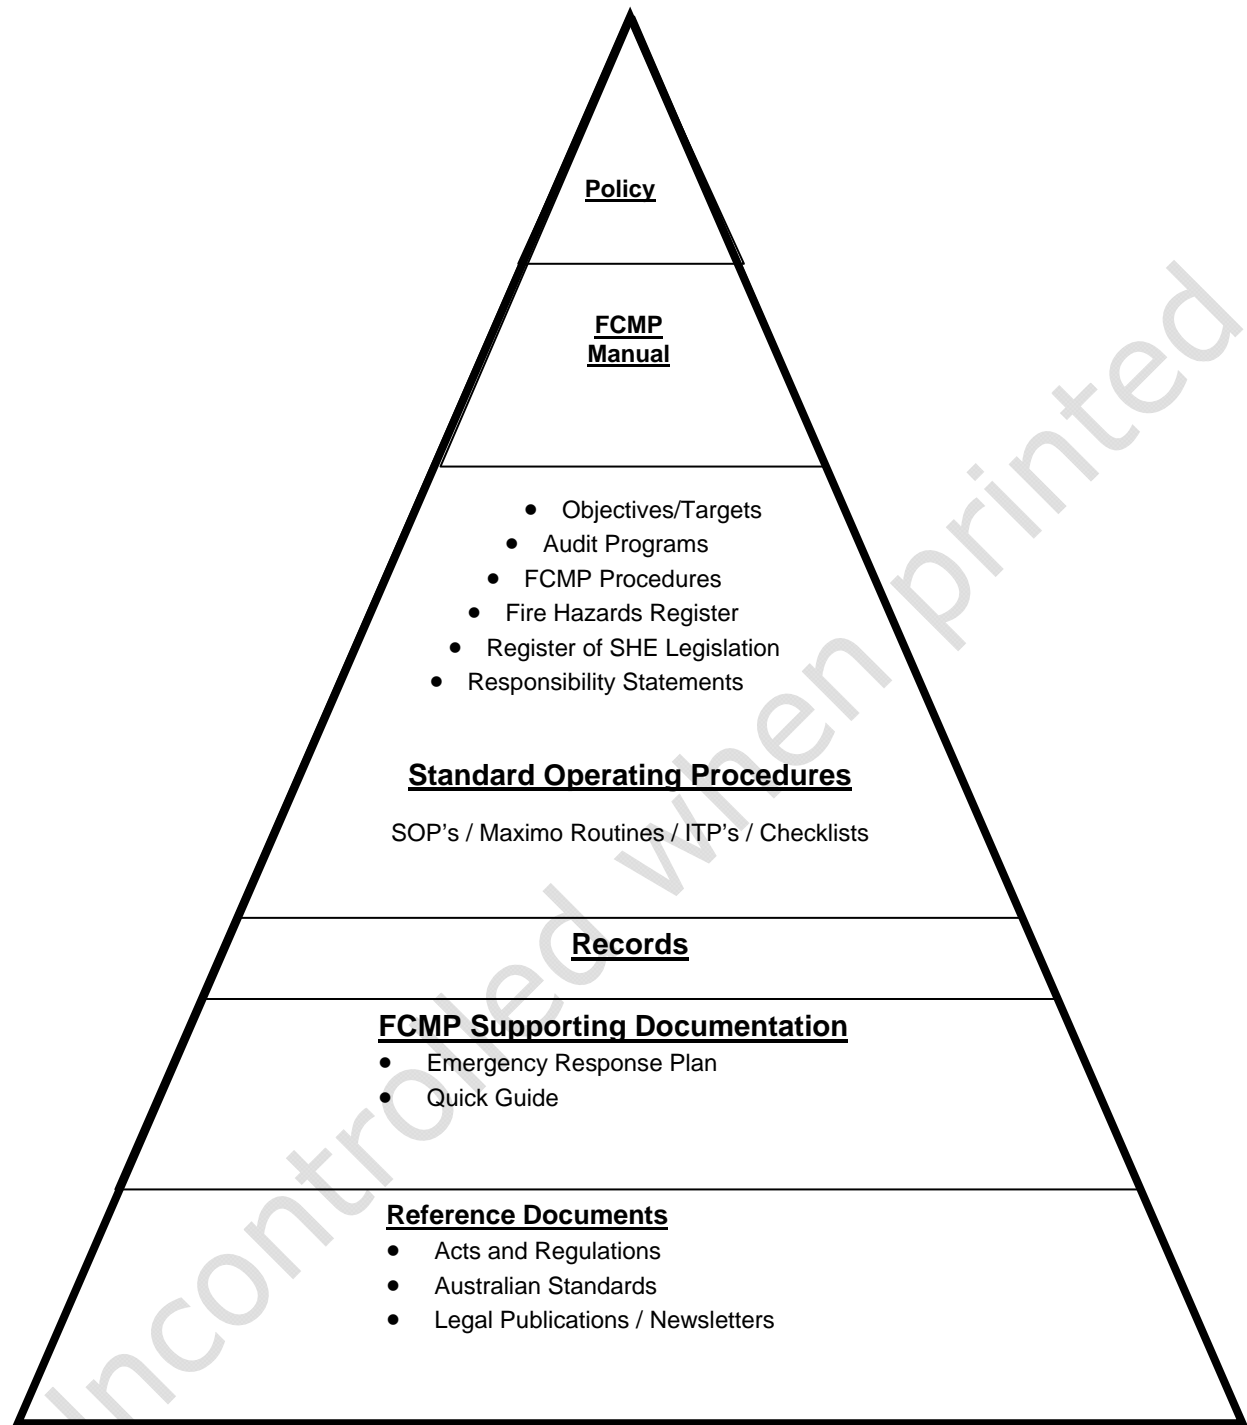 Policy
FCMP
Manual
● Objectives/Targets
● Audit Programs
● FCMP Procedures
● Fire Hazards Register
● Register of SHE Legislation
● Responsibility Statements
Standard Operating Procedures
SOP's / Maximo Routines / ITP's / Checklists
Records
FCMP Supporting Documentation
● Emergency Response Plan
● Quick Guide
Reference Documents
● Acts and Regulations
● Australian Standards
● Legal Publications / Newsletters
Uncontrolled when printed